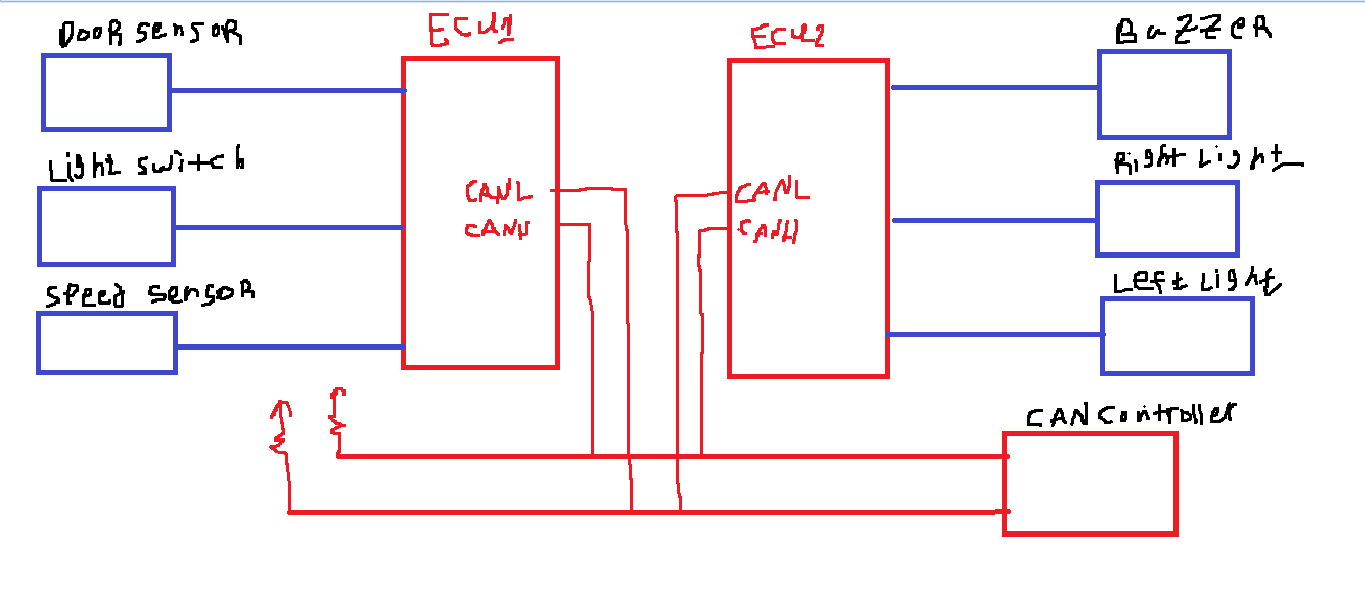 DooR sensoR
ECU1
ECU2
BuZZeR
Light switch
Right Light
CANL
CANH
CANL
CANH
Speed sensoR
Left Light
CAN Controller